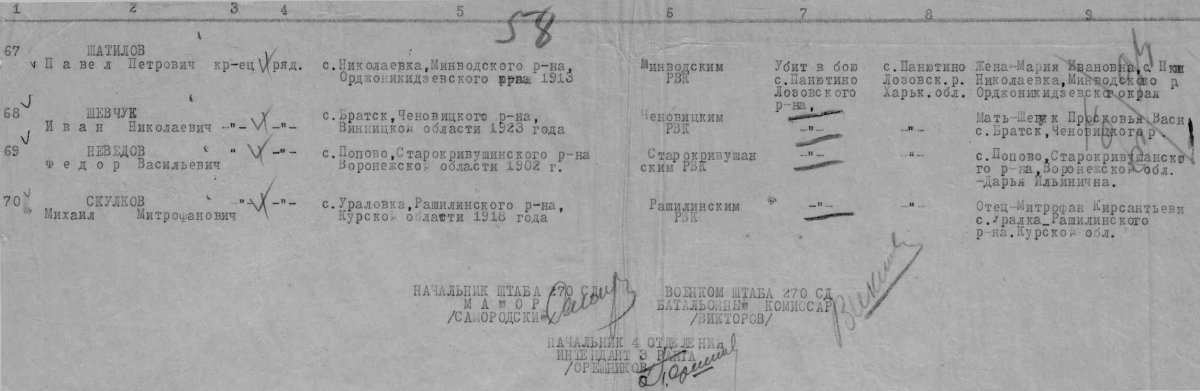 1 2 3 4 5 6 7 8 9
58
67 ШАТИЛОВ
Павел Петрович кр-ец ряд. с.Николаевка,Минводского р-на, Минводским Убит в бою с.Панютино Жена-Мария Ивановна,с.
Орджоникидзевского края 1913 РВК с.Панютино Лозовск.р. Николаевка,Минводского р
Лозовского Харьк.обл. Орджоникидзевского края
р-на,
68 ШЕВЧУК
Иван Николаевич -"- -"- с.Братск,Ченовицкого р-на, Ченовицким -"- -"- Мать-Шевчук Просковья Васи
Винницкой области 1923 года РВК с.Братск,Ченовицкого р.
69 НЕВЕДОВ " -"- с.Попово,Старокривушинского р-на Старокривушан -"- -"- с.Попово,Старокривушанско
Федор Васильевич Воронежской области 1902 г. ским РВК го р-на,Воронежской обл.
-Дарья Ильинична.
70 СКУЛКОВ -"- -"- с.Ураловка,Рашилинского р-на, Рашилинским -"- -"- Отец-Митрофан Кирсантьеви
Михаил Митрофанович Курской области 1918 года РВК с.Уралка_Рашилянского
р-на.Курской обл.
НАЧАЛЬНИК ШТАБА 270 СД ВОЕНКОМ ШТАБА 270 СД
МАЙОР БАТАЛЬОННЫЙ КОМИССАР
/САМОРОДСКИЙ /ВИКТОРОВ/
НАЧАЛЬНИК 4 ОТДЕЛЕНИЯ
ИНТЕНДАНТ 3 РАНГА
/ОРЕШНИКОВ